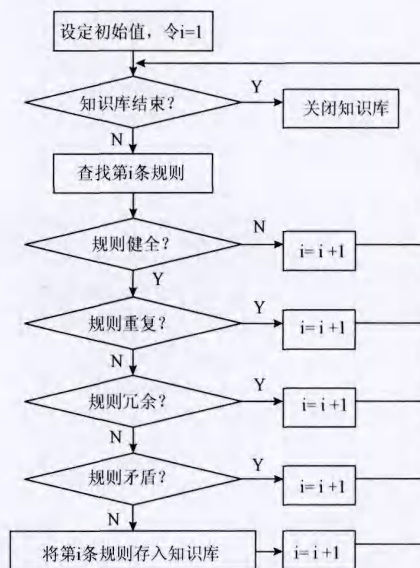 设定初始值，令i=1
知识库结束？
Y
关闭知识库
N
查找第i条规则
规则健全？
N
i= i +1
Y
规则重复？
Y
i= i +1
N
规则冗余？
Y
i= i +1
N
规则矛盾？
Y
i= i +1
N
将第i条规则存入知识库
i= i +1